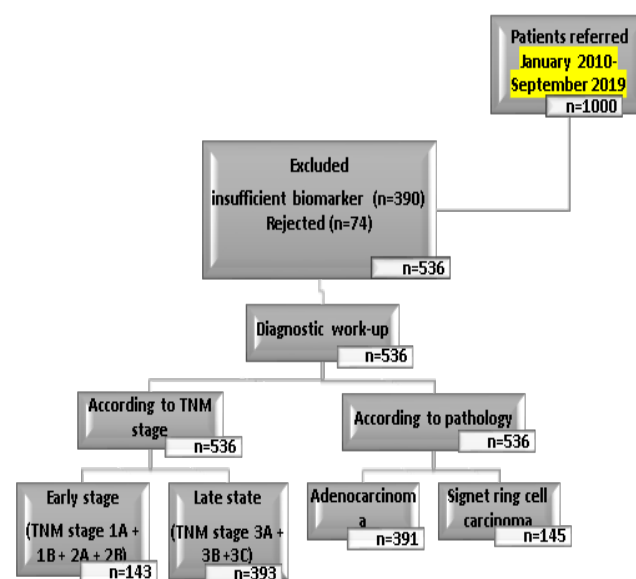 Patients referred
January 2010-
September 2019
n=1000
Excluded
insufficient biomarker (n=390)
Rejected (n=74)
n=536
Diagnostic work-up
n=536
According to TNM
stage
n=536
According to pathology
n=536
Early stage
(TNM stage 1A +
1B + 2A + 2B)
n=143
Late state
(TNM stage 3A +
3B +3C)
n=393
Adenocarcinom
a
n=391
Signet ring cell
carcinoma
n=145